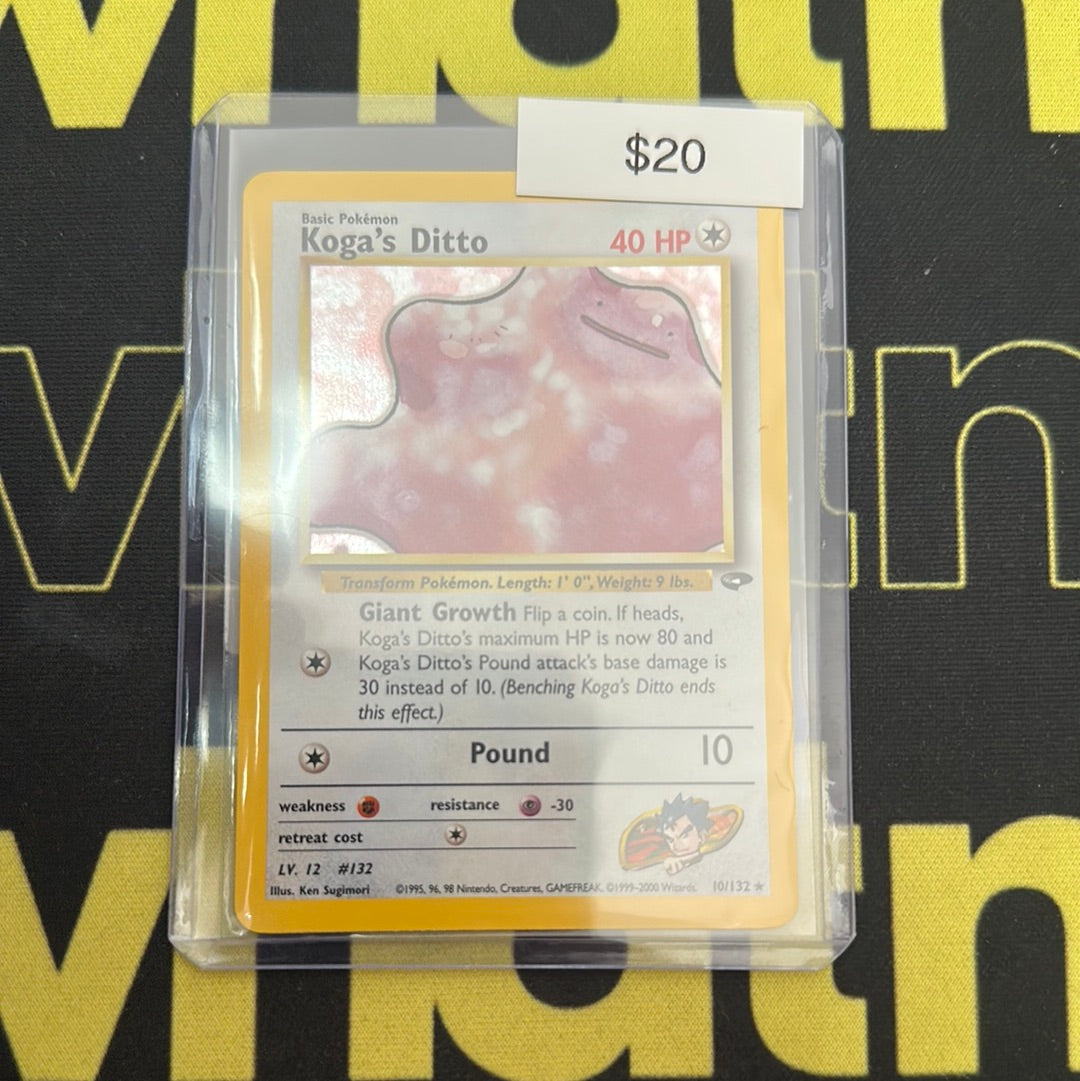 $20
Basic Pokémon
Koga's Ditto 40 HP
Transform Pokémon. Length: 1' 0", Weight: 9 lbs.
Giant Growth Flip a coin. If heads,
Koga's Ditto's maximum HP is now 80 and
Koga's Ditto's Pound attack's base damage is
30 instead of 10. (Benching Koga's Ditto ends
this effect.)
Pound 10
weakness resistance -30
retreat cost
LV. 12 #132
Illus. Ken Sugimori ©1995, 96, 98 Nintendo, Creatures, GAMEFREAK. ©1999-2000 Wizards. 10/132 ★